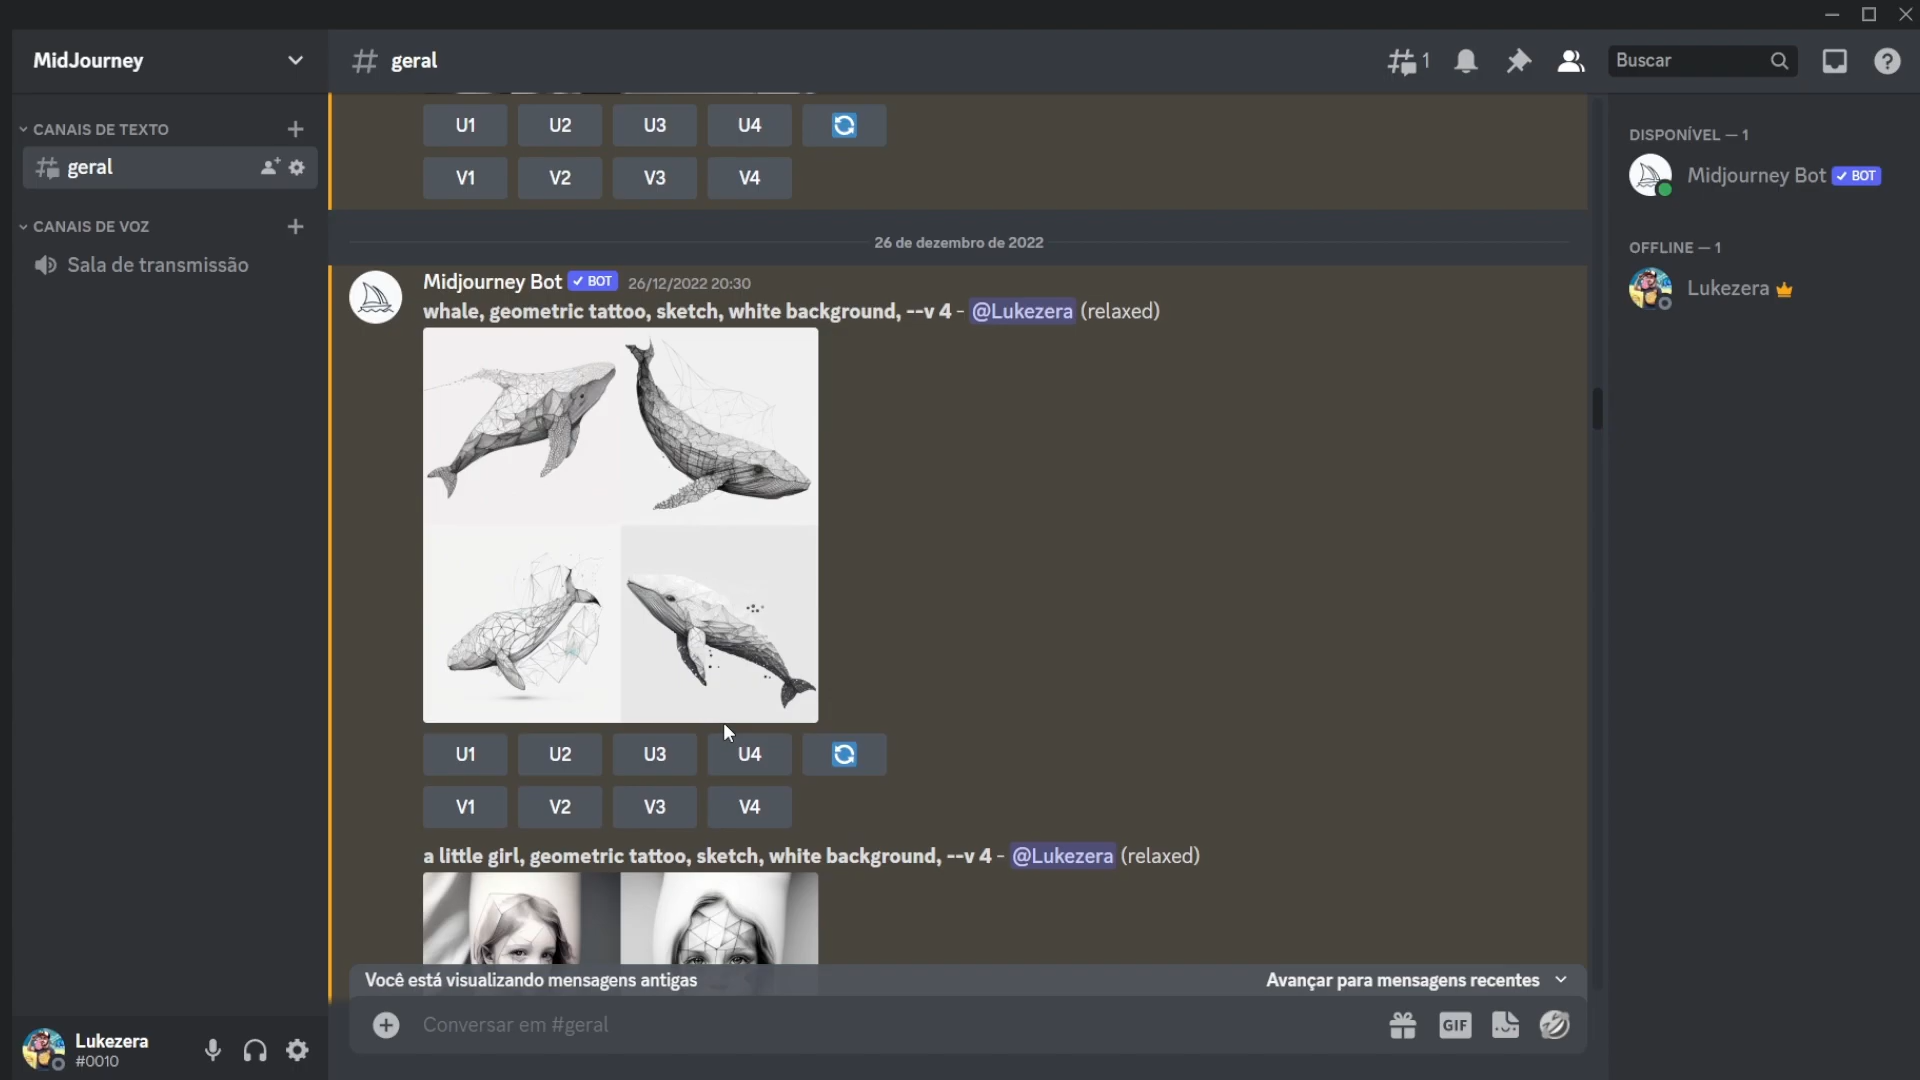 MidJourney
# geral
1
Buscar
CANAIS DE TEXTO
geral
CANAIS DE VOZ
Sala de transmissão
U1 U2 U3 U4
V1 V2 V3 V4
26 de dezembro de 2022
Midjourney Bot BOT 26/12/2022 20:30
whale, geometric tattoo, sketch, white background, --v 4 - @Lukezera (relaxed)
U1 U2 U3 U4
V1 V2 V3 V4
a little girl, geometric tattoo, sketch, white background, --v 4 - @Lukezera (relaxed)
Você está visualizando mensagens antigas
Avançar para mensagens recentes
Conversar em #geral
GIF
Lukezera
#0010
DISPONÍVEL — 1
Midjourney Bot BOT
OFFLINE — 1
Lukezera